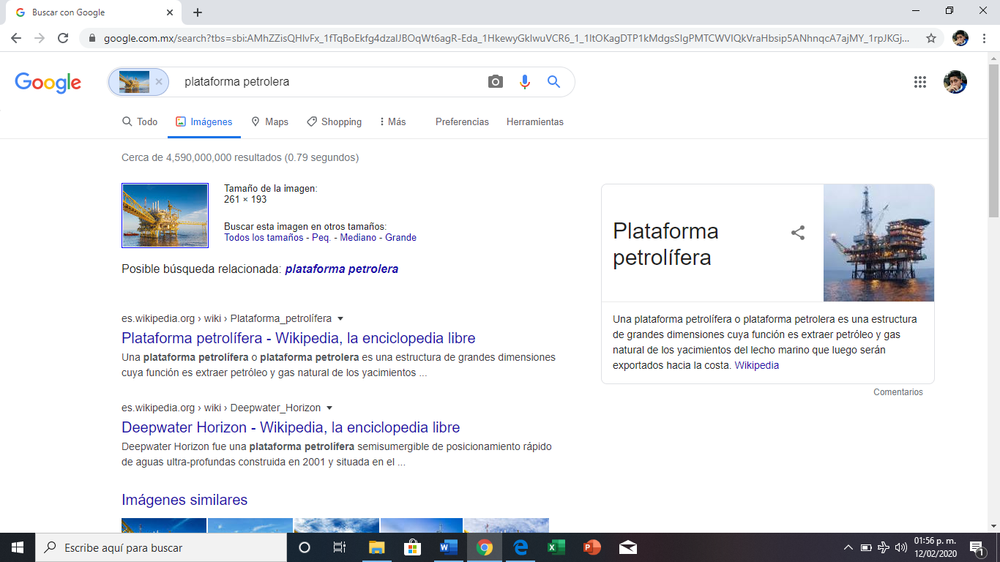 Buscar con Google
google.com.mx/search?tbs=sbi:AMhZZisQHlvFx_1fTqBoEkfg4dzalJBOqWt6agR-Eda_1HkewyGkIwuVCR6_1_1ItOKagDTP1kMdgsSlgPMTCWVIQkVraHbsip5ANhnqcA7ajMY_1rpJKGj...
Google
plataforma petrolera
Todo Imágenes Maps Shopping Más Preferencias Herramientas
Cerca de 4,590,000,000 resultados (0.79 segundos)
Tamaño de la imagen:
261 × 193
Buscar esta imagen en otros tamaños:
Todos los tamaños - Peq. - Mediano - Grande
Posible búsqueda relacionada: plataforma petrolera
es.wikipedia.org › wiki › Plataforma_petrolífera
Plataforma petrolífera - Wikipedia, la enciclopedia libre
Una plataforma petrolífera o plataforma petrolera es una estructura de grandes dimensiones
cuya función es extraer petróleo y gas natural de los yacimientos ...
es.wikipedia.org › wiki › Deepwater_Horizon
Deepwater Horizon - Wikipedia, la enciclopedia libre
Deepwater Horizon fue una plataforma petrolífera semisumergible de posicionamiento rápido
de aguas ultra-profundas construida en 2001 y situada en el ...
Imágenes similares
Plataforma
petrolífera
Una plataforma petrolífera o plataforma petrolera es una estructura
de grandes dimensiones cuya función es extraer petróleo y gas
natural de los yacimientos del lecho marino que luego serán
exportados hacia la costa. Wikipedia
Comentarios
Escribe aquí para buscar
01:56 p. m.
12/02/2020
1